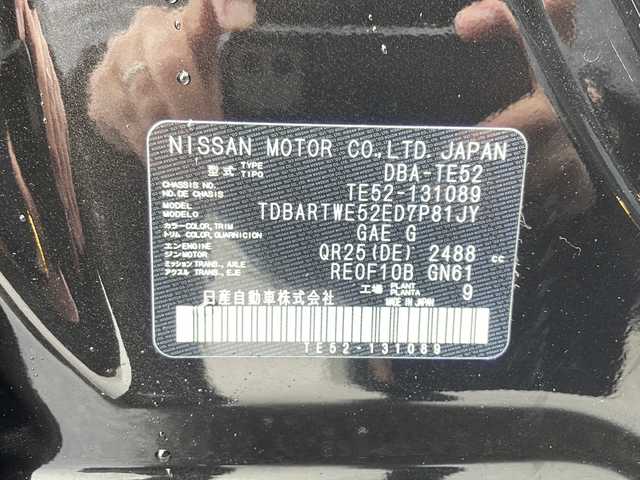 NISSAN MOTOR CO.,LTD.JAPAN
型式 TYPE TIPO DBA-TE52
CHASSIS NO. NO.DE CHASIS TE52-131089
MODEL MODELO TDBARTWE52ED7P81JY
カラー COLOR,TRIM トリム COLOR,GUARNICION GAE G
エンジン ENGINE MOTOR QR25(DE) 2488 cc
ミッション TRANS., AXLE アクスル TRANS., EJE RE0F10B GN61
工場 PLANT PLANTA 9
日産自動車株式会社 MADE IN JAPAN
TE52-131089